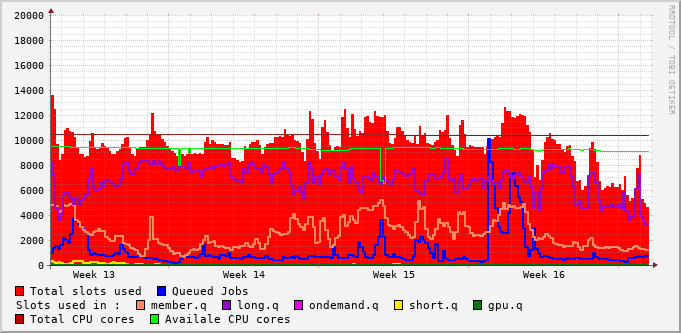 20000
18000
16000
14000
12000
10000
8000
6000
4000
2000
0
Week 13 Week 14 Week 15 Week 16
RRDTOOL / TOBI OETIKER
Total slots used Queued Jobs
Slots used in : member.q long.q ondemand.q short.q gpu.q
Total CPU cores Availale CPU cores